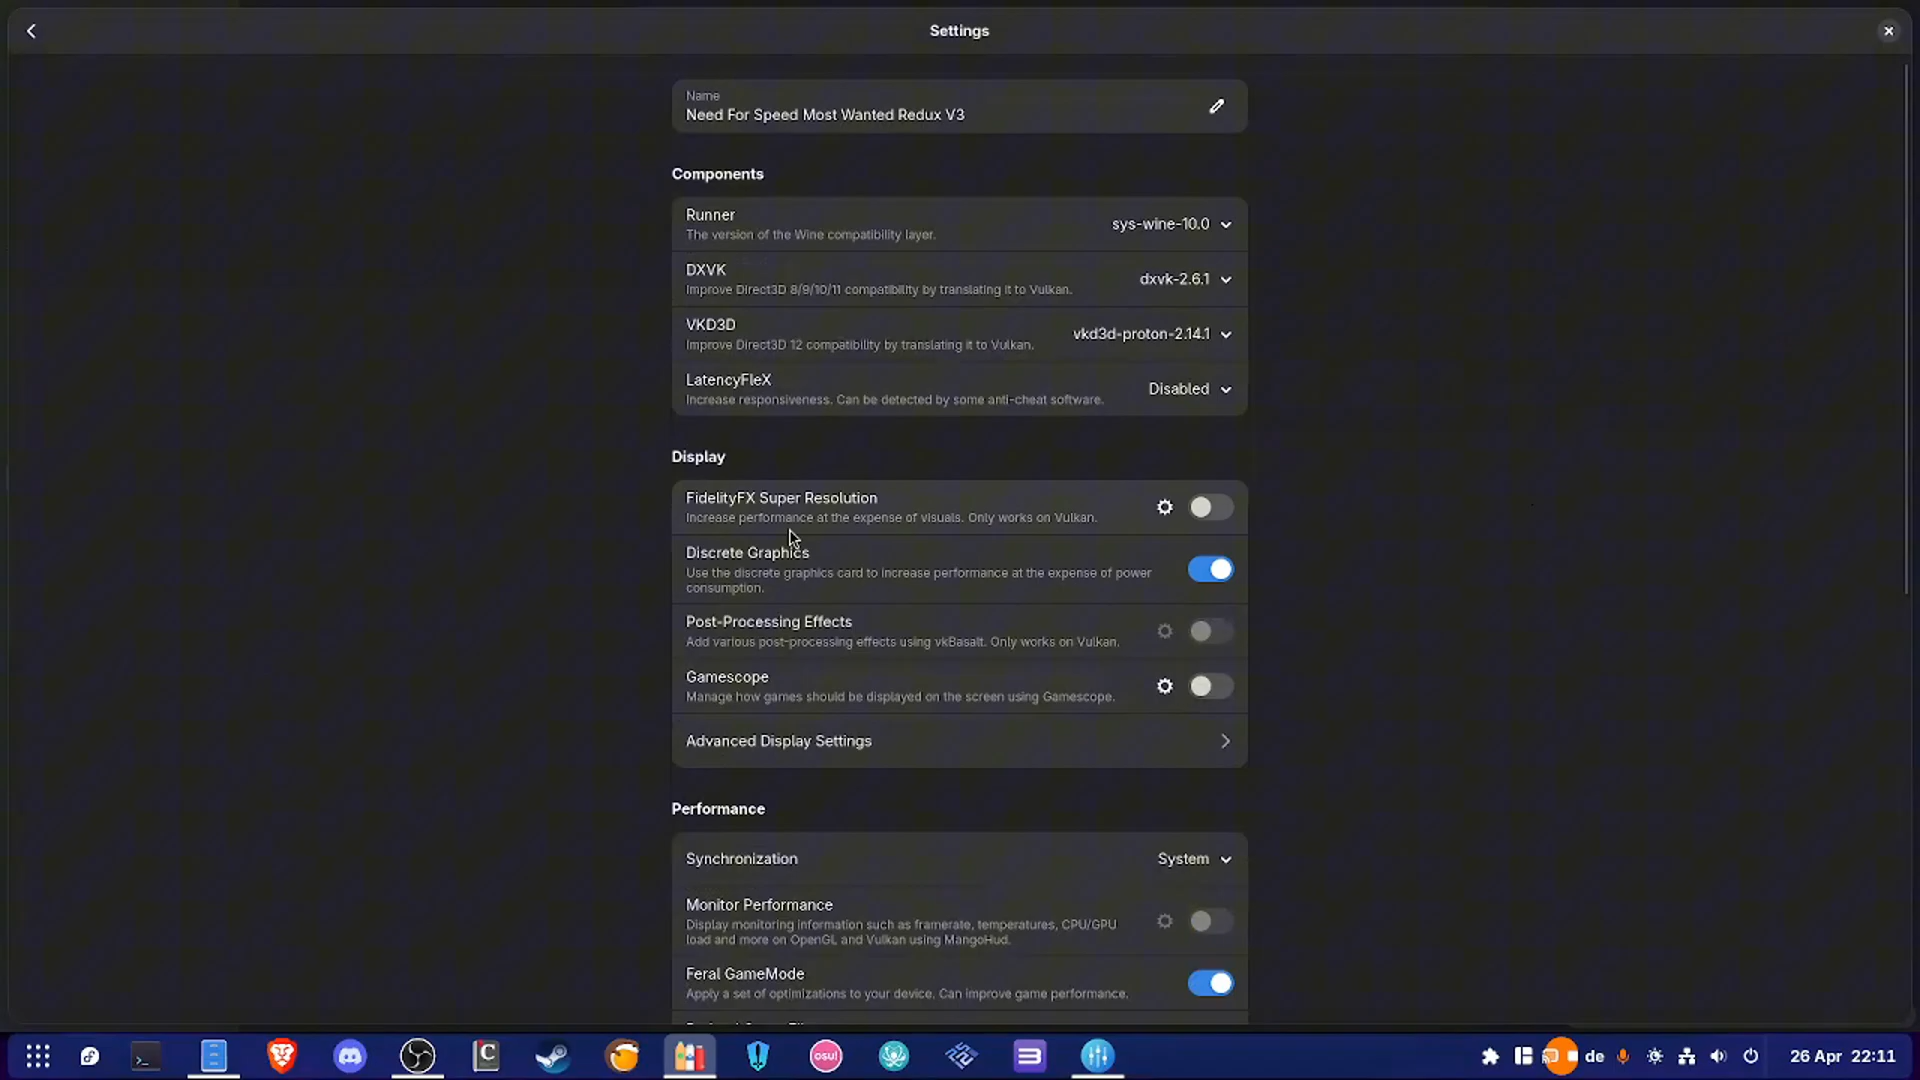 Settings
Name
Need For Speed Most Wanted Redux V3
Components
Runner
The version of the Wine compatibility layer.
sys-wine-10.0
DXVK
Improve Direct3D 8/9/10/11 compatibility by translating it to Vulkan.
dxvk-2.6.1
VKD3D
Improve Direct3D 12 compatibility by translating it to Vulkan.
vkd3d-proton-2.14.1
LatencyFleX
Increase responsiveness. Can be detected by some anti-cheat software.
Disabled
Display
FidelityFX Super Resolution
Increase performance at the expense of visuals. Only works on Vulkan.
Discrete Graphics
Use the discrete graphics card to increase performance at the expense of power
consumption.
Post-Processing Effects
Add various post-processing effects using vkBasalt. Only works on Vulkan.
Gamescope
Manage how games should be displayed on the screen using Gamescope.
Advanced Display Settings
Performance
Synchronization
System
Monitor Performance
Display monitoring information such as framerate, temperatures, CPU/GPU
load and more on OpenGL and Vulkan using MangoHud.
Feral GameMode
Apply a set of optimizations to your device. Can improve game performance.
osu!
de
26 Apr 22:11